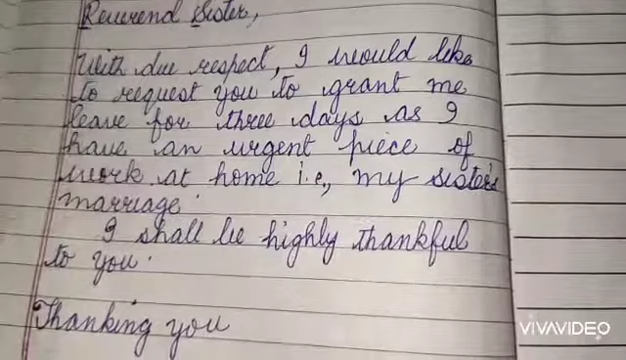 Reverend Sister,
With due respect, I would like
to request you to grant me
leave for three days as I
have an urgent piece of
work at home i.e., my sister's
marriage.
I shall be highly thankful
to you.
Thanking you
VIVAVIDEO